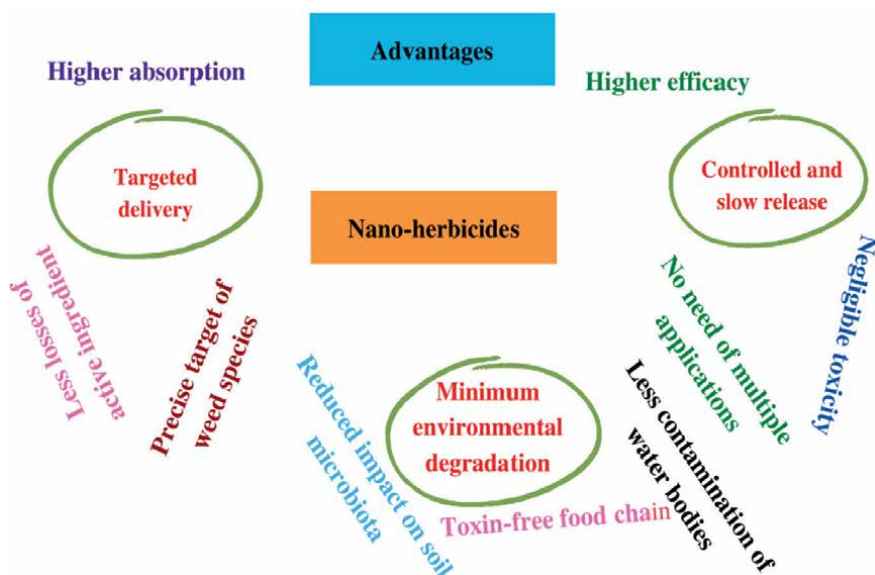 Advantages
Higher absorption
Higher efficacy
Targeted
delivery
Controlled and
slow release
Nano-herbicides
Less losses of
active ingredient
Precise target of
weed species
No need of multiple
applications
Negligible toxicity
Minimum
environmental
degradation
Reduced impact on soil
microbiota
Toxin-free food chain
Less contamination of
water bodies